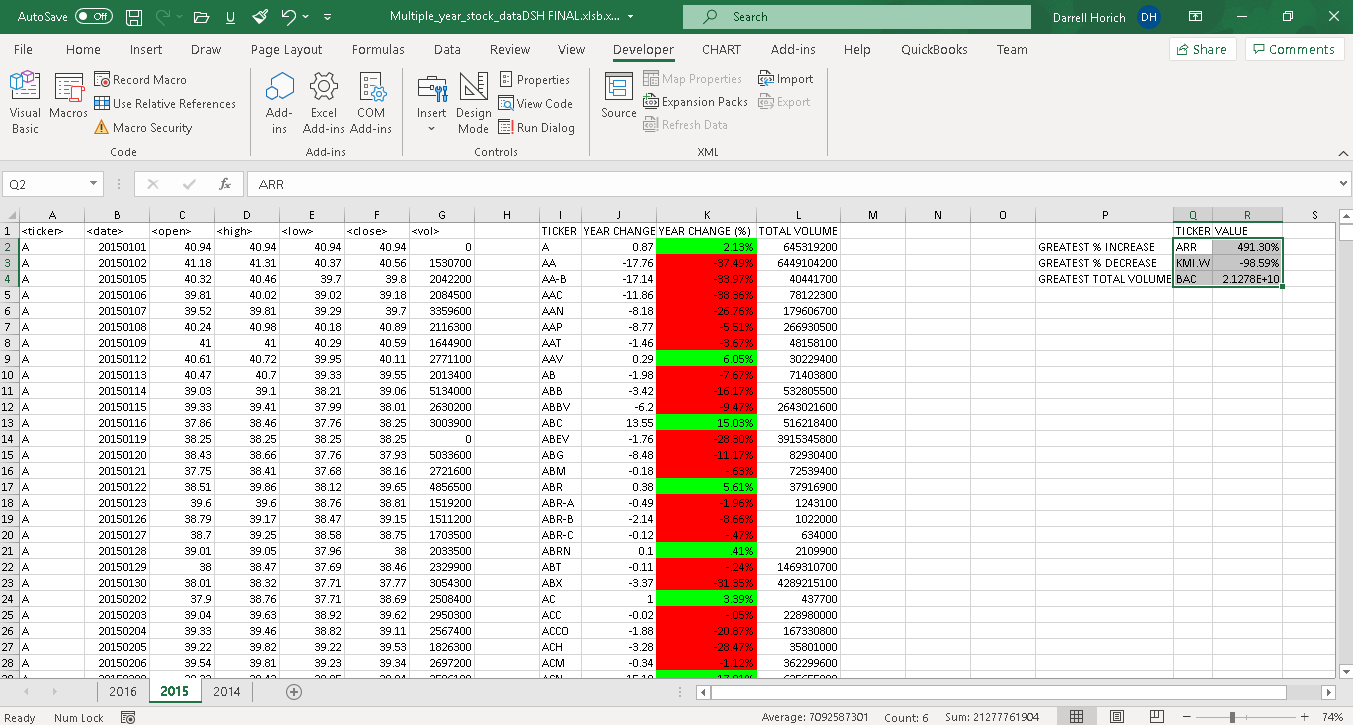 AutoSave Off Multiple_year_stock_dataDSH FINAL.xlsb.x... Search Darrell Horich DH
File Home Insert Draw Page Layout Formulas Data Review View Developer CHART Add-ins Help QuickBooks Team Share Comments
Visual Basic Macros Record Macro Use Relative References Macro Security
Add-ins Excel Add-ins COM Add-ins
Insert Design Mode Properties View Code Run Dialog
Source Map Properties Expansion Packs Refresh Data Import Export
Code Add-ins Controls XML
Q2 fx ARR
A B C D E F G H I J K L M N O P Q R S
1 <ticker> <date> <open> <high> <low> <close> <vol> TICKER YEAR CHANGE YEAR CHANGE (%) TOTAL VOLUME TICKER VALUE
2 A 20150101 40.94 40.94 40.94 40.94 0 A 0.87 2.13% 645319200 GREATEST % INCREASE ARR 491.30%
3 A 20150102 41.18 41.31 40.37 40.56 1530700 AA -17.76 -37.49% 6449104200 GREATEST % DECREASE KMI.W -98.59%
4 A 20150105 40.32 40.46 39.7 39.8 2042200 AA-B -17.14 -33.97% 40441700 GREATEST TOTAL VOLUME BAC 2.1278E+10
5 A 20150106 39.81 40.02 39.02 39.18 2084500 AAC -11.86 78122300
6 A 20150107 39.52 39.81 39.29 39.7 3359600 AAN -8.18 -26.76% 179606700
7 A 20150108 40.24 40.98 40.18 40.89 2116300 AAP -8.77 -5.51% 266930500
8 A 20150109 41 41 40.29 40.59 1644900 AAT -1.46 -3.67% 48158100
9 A 20150112 40.61 40.72 39.95 40.11 2771100 AAV 0.29 6.05% 30229400
10 A 20150113 40.47 40.7 39.33 39.55 2013400 AB -1.98 -7.67% 71403800
11 A 20150114 39.03 39.1 38.21 39.06 5134000 ABB -3.42 -16.17% 532805500
12 A 20150115 39.33 39.41 37.99 38.01 2630200 ABBV -6.2 -9.47% 2643021600
13 A 20150116 37.86 38.46 37.76 38.25 3003900 ABC 13.55 15.03% 516218400
14 A 20150119 38.25 38.25 38.25 38.25 0 ABEV -1.76 3915345800
15 A 20150120 38.43 38.66 37.76 37.93 5033600 ABG -8.48 -11.17% 82930400
16 A 20150121 37.75 38.41 37.68 38.16 2721600 ABM -0.18 -.63% 72539400
17 A 20150122 38.51 39.86 38.12 39.65 4856500 ABR 0.38 5.61% 37916900
18 A 20150123 39.6 39.6 38.76 38.81 1519200 ABR-A -0.49 -1.96% 1243100
19 A 20150126 38.79 39.17 38.47 39.15 1511200 ABR-B -2.14 -8.66% 1022000
20 A 20150127 38.7 39.25 38.58 38.75 1703500 ABR-C -0.12 -.47% 634000
21 A 20150128 39.01 39.05 37.96 38 2033500 ABRN 0.1 .41% 2109900
22 A 20150129 38 38.47 37.69 38.46 2329900 ABT -0.11 -.24% 1469310700
23 A 20150130 38.01 38.32 37.71 37.77 3054300 ABX -3.37 -31.35% 4289215100
24 A 20150202 37.9 38.76 37.71 38.69 2508400 AC 1 3.39% 437700
25 A 20150203 39.04 39.63 38.92 39.62 2950300 ACC -0.02 -.05% 228980000
26 A 20150204 39.33 39.46 38.82 39.11 2567400 ACCO -1.88 -20.87% 167330800
27 A 20150205 39.22 39.82 39.22 39.53 1826300 ACH -3.28 -28.47% 35801000
28 A 20150206 39.54 39.81 39.23 39.34 2697200 ACM -0.34 -1.12% 362299600
2016 2015 2014
Ready Num Lock Average: 7092587301 Count: 6 Sum: 21277761904 74%